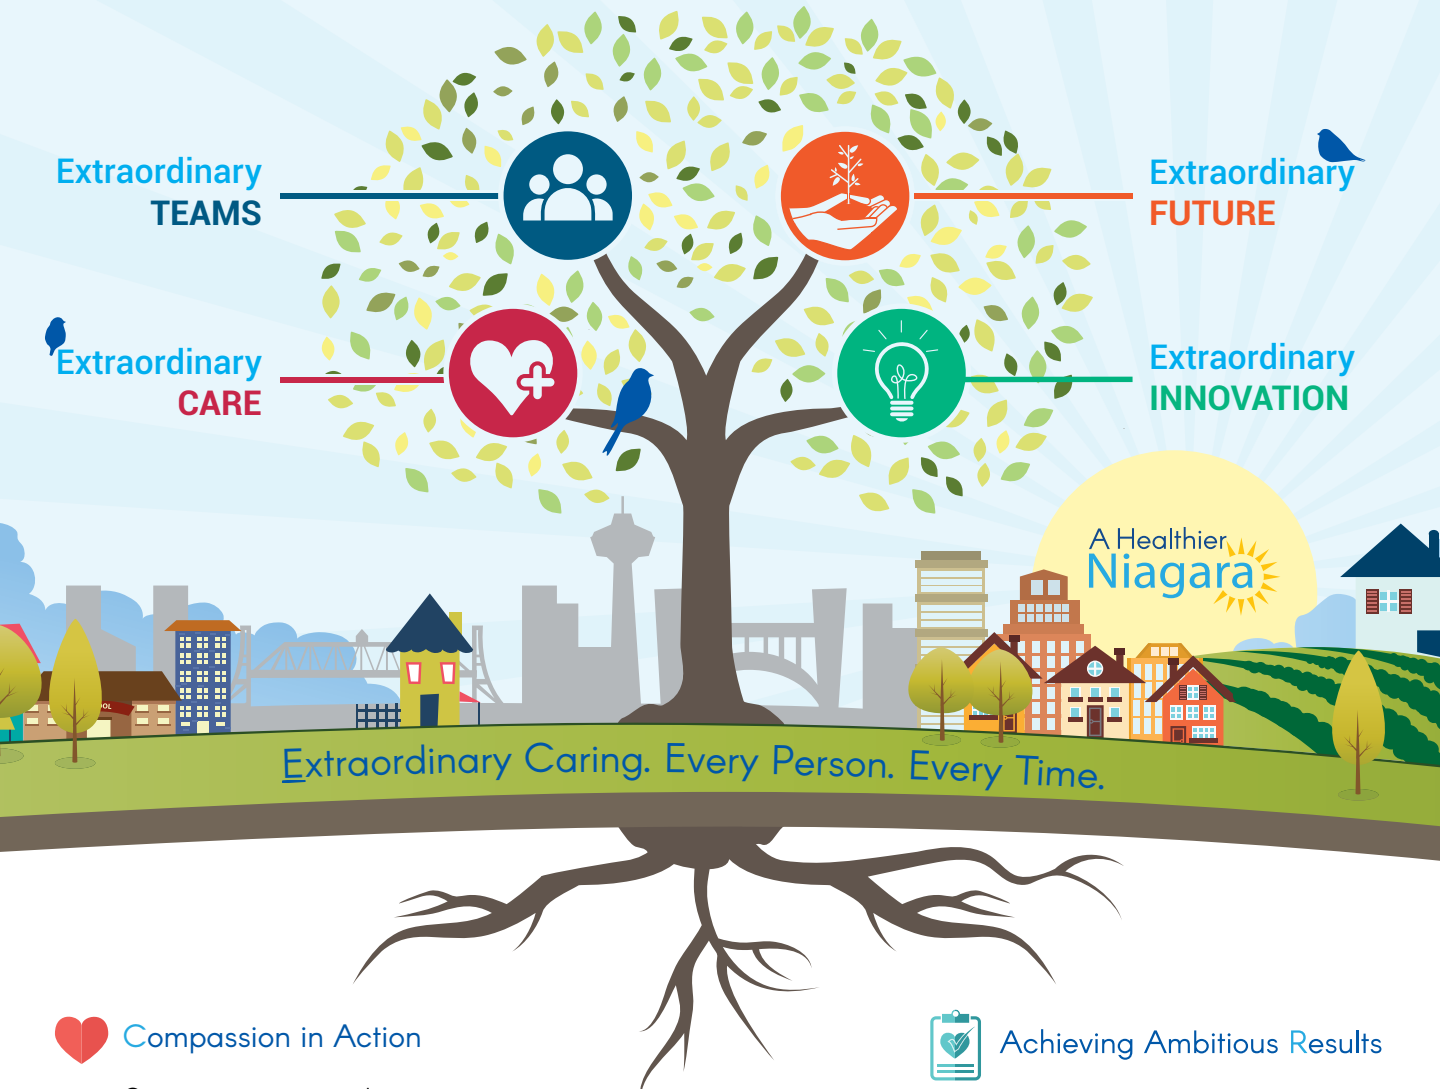 Extraordinary
TEAMS
Extraordinary
FUTURE
Extraordinary
CARE
Extraordinary
INNOVATION
A Healthier
Niagara
Extraordinary Caring. Every Person. Every Time.
Compassion in Action
Achieving Ambitious Results